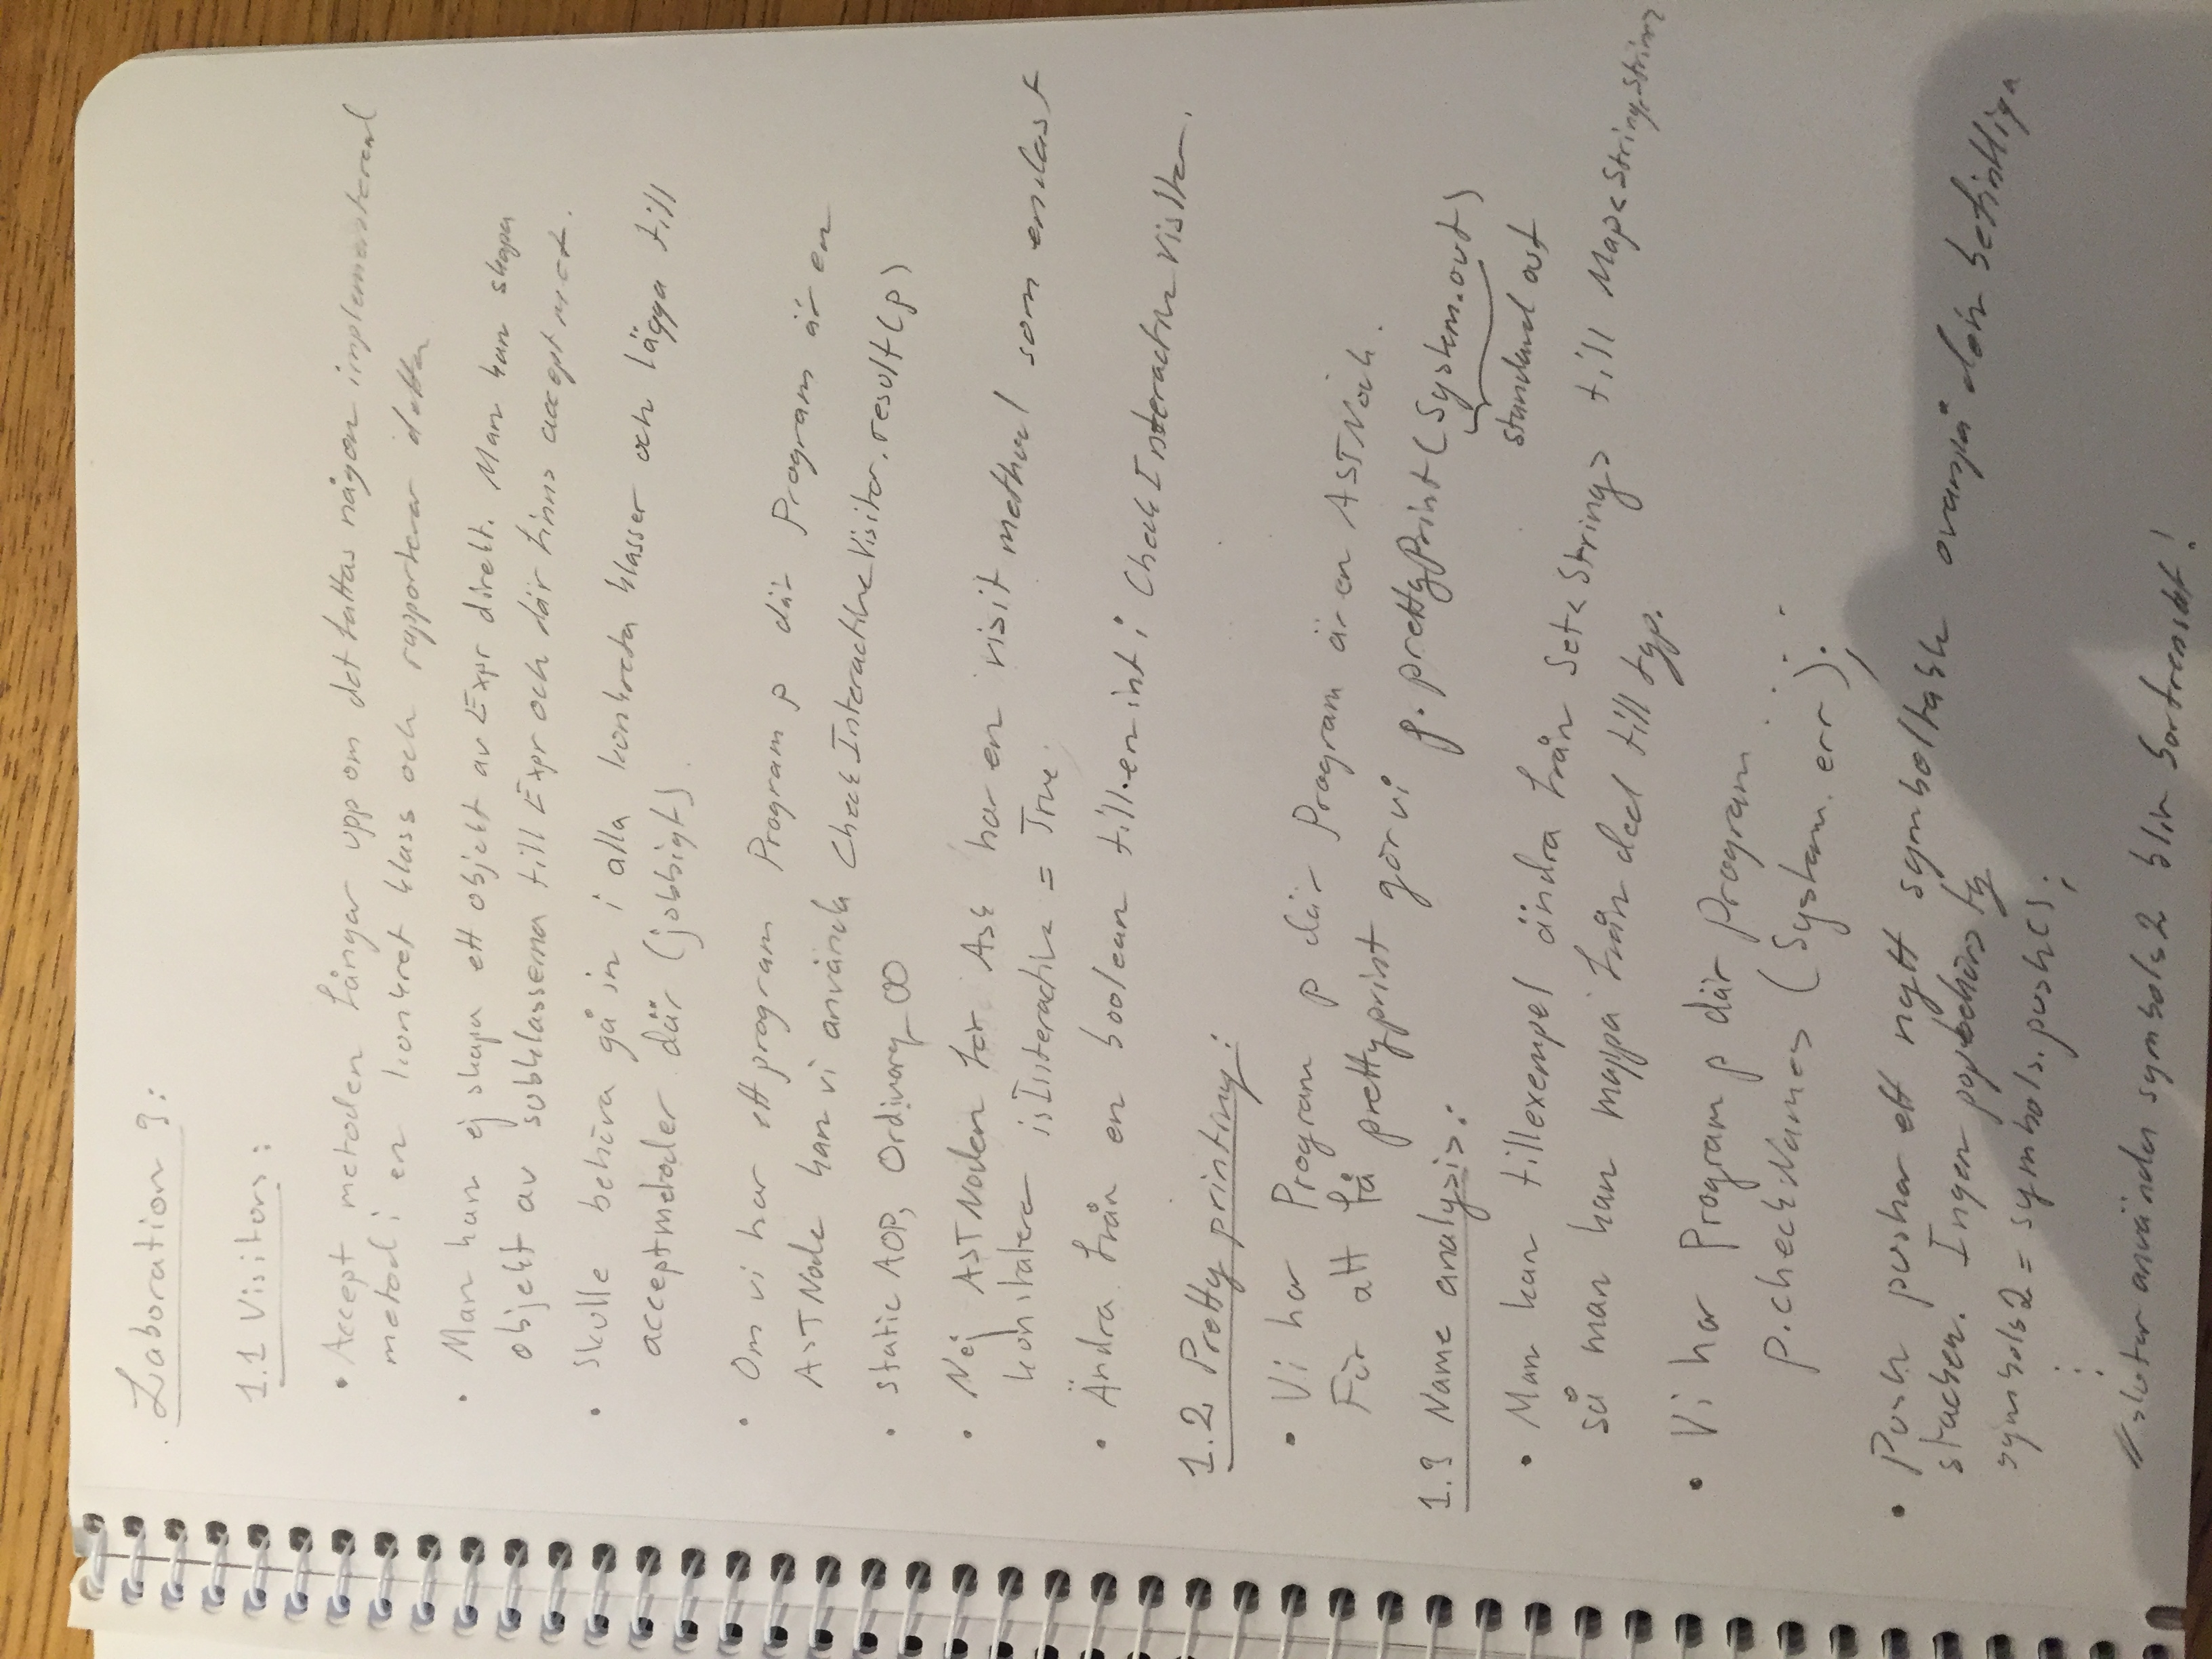 Laboration 3:
1.1 Visitors:
• Accept metoden fångar upp om det fattas någon implementerad
metod i en konkret klass och rapporterar detta
• Man kan ej skapa ett objekt av Expr direkt. Man kan skapa
objekt av subklasserna till Expr och där finns accept met.
• Skulle behöva gå in i alla konkreta klasser och lägga till
acceptmetoder där (jobbigt).
• Om vi har ett program Program p där Program är en
ASTNode kan vi använda CheckInteractiveVisitor.result(p)
• static AOP, Ordinary OO
• Nej ASTNoden för Ask har en visit method som endast
konstaterar isInteractive = True.
• Ändra från en boolean till en int i CheckInteractiveVisitor.
1.2 Pretty printing:
• Vi har Program p där Program är en ASTNode.
För att få prettyprint gör vi p.prettyPrint(System.out)
standard out
1.3 Name analysis:
• Man kan tillexempel ändra från Set<String> till Map<String,String>
så man kan mappa från decl till typ.
• Vi har Program p där Program ....
p.checkNames (System.err);
• Push pushar ett nytt symboltable ovanpå den befintliga
stacken. Ingen pop behövs ty
symbols2 = symbols.push();
⋮
// slutar använda symbols2 blir bortrensat!